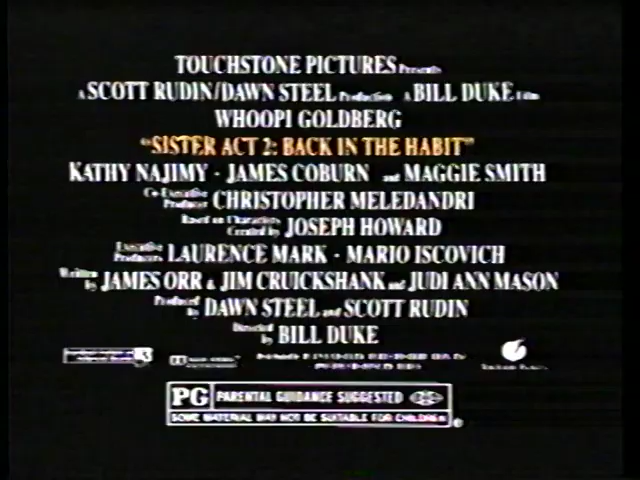 TOUCHSTONE PICTURES Presents
A SCOTT RUDIN/DAWN STEEL Production A BILL DUKE Film
WHOOPI GOLDBERG
"SISTER ACT 2: BACK IN THE HABIT"
KATHY NAJIMY - JAMES COBURN and MAGGIE SMITH
Co-Executive Producer CHRISTOPHER MELEDANDRI
Based on Characters Created by JOSEPH HOWARD
Executive Producers LAURENCE MARK - MARIO ISCOVICH
Written by JAMES ORR & JIM CRUICKSHANK and JUDI ANN MASON
Produced by DAWN STEEL and SCOTT RUDIN
Directed by BILL DUKE
PG PARENTAL GUIDANCE SUGGESTED
SOME MATERIAL MAY NOT BE SUITABLE FOR CHILDREN